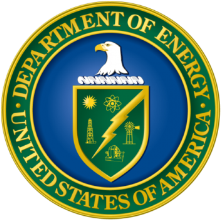 DEPARTMENT OF ENERGY
UNITED STATES OF AMERICA